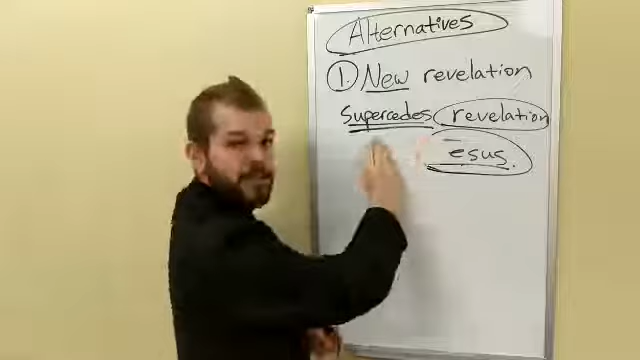 Alternatives
1. New revelation
Supercedes revelation
esus.